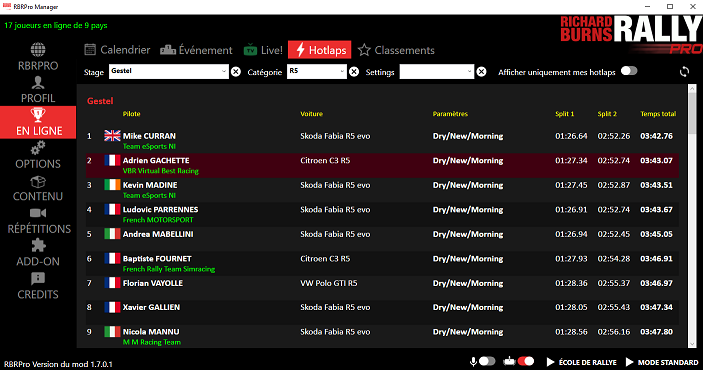 RBRPro Manager
17 joueurs en ligne de 9 pays
RICHARD BURNS RALLY PRO
RBRPRO
PROFIL
EN LIGNE
OPTIONS
CONTENU
RÉPÉTITIONS
ADD-ON
CREDITS
Calendrier Événement Live! Hotlaps Classements
Stage Gestel Catégorie R5 Settings Afficher uniquement mes hotlaps
Gestel
Pilote Voiture Paramètres Split 1 Split 2 Temps total
1 Mike CURRAN Skoda Fabia R5 evo Dry/New/Morning 01:26.64 02:52.26 03:42.76
Team eSports NI
2 Adrien GACHETTE Citroen C3 R5 Dry/New/Morning 01:27.34 02:52.74 03:43.07
VBR Virtual Best Racing
3 Kevin MADINE Skoda Fabia R5 evo Dry/New/Morning 01:27.45 02:52.87 03:43.51
Team eSports NI
4 Ludovic PARRENNES Skoda Fabia R5 evo Dry/New/Morning 01:26.91 02:52.74 03:43.67
French MOTORSPORT
5 Andrea MABELLINI Skoda Fabia R5 evo Dry/New/Morning 01:26.94 02:52.45 03:45.05
6 Baptiste FOURNET Citroen C3 R5 Dry/New/Morning 01:27.93 02:54.28 03:46.91
French Rally Team Simracing
7 Florian VAYOLLE VW Polo GTI R5 Dry/New/Morning 01:28.36 02:55.37 03:46.97
8 Xavier GALLIEN Skoda Fabia R5 evo Dry/New/Morning 01:28.05 02:55.43 03:47.34
9 Nicola MANNU Skoda Fabia R5 evo Dry/New/Morning 01:28.56 02:56.16 03:47.80
M M Racing Team
RBRPro Version du mod 1.7.0.1
ÉCOLE DE RALLYE MODE STANDARD